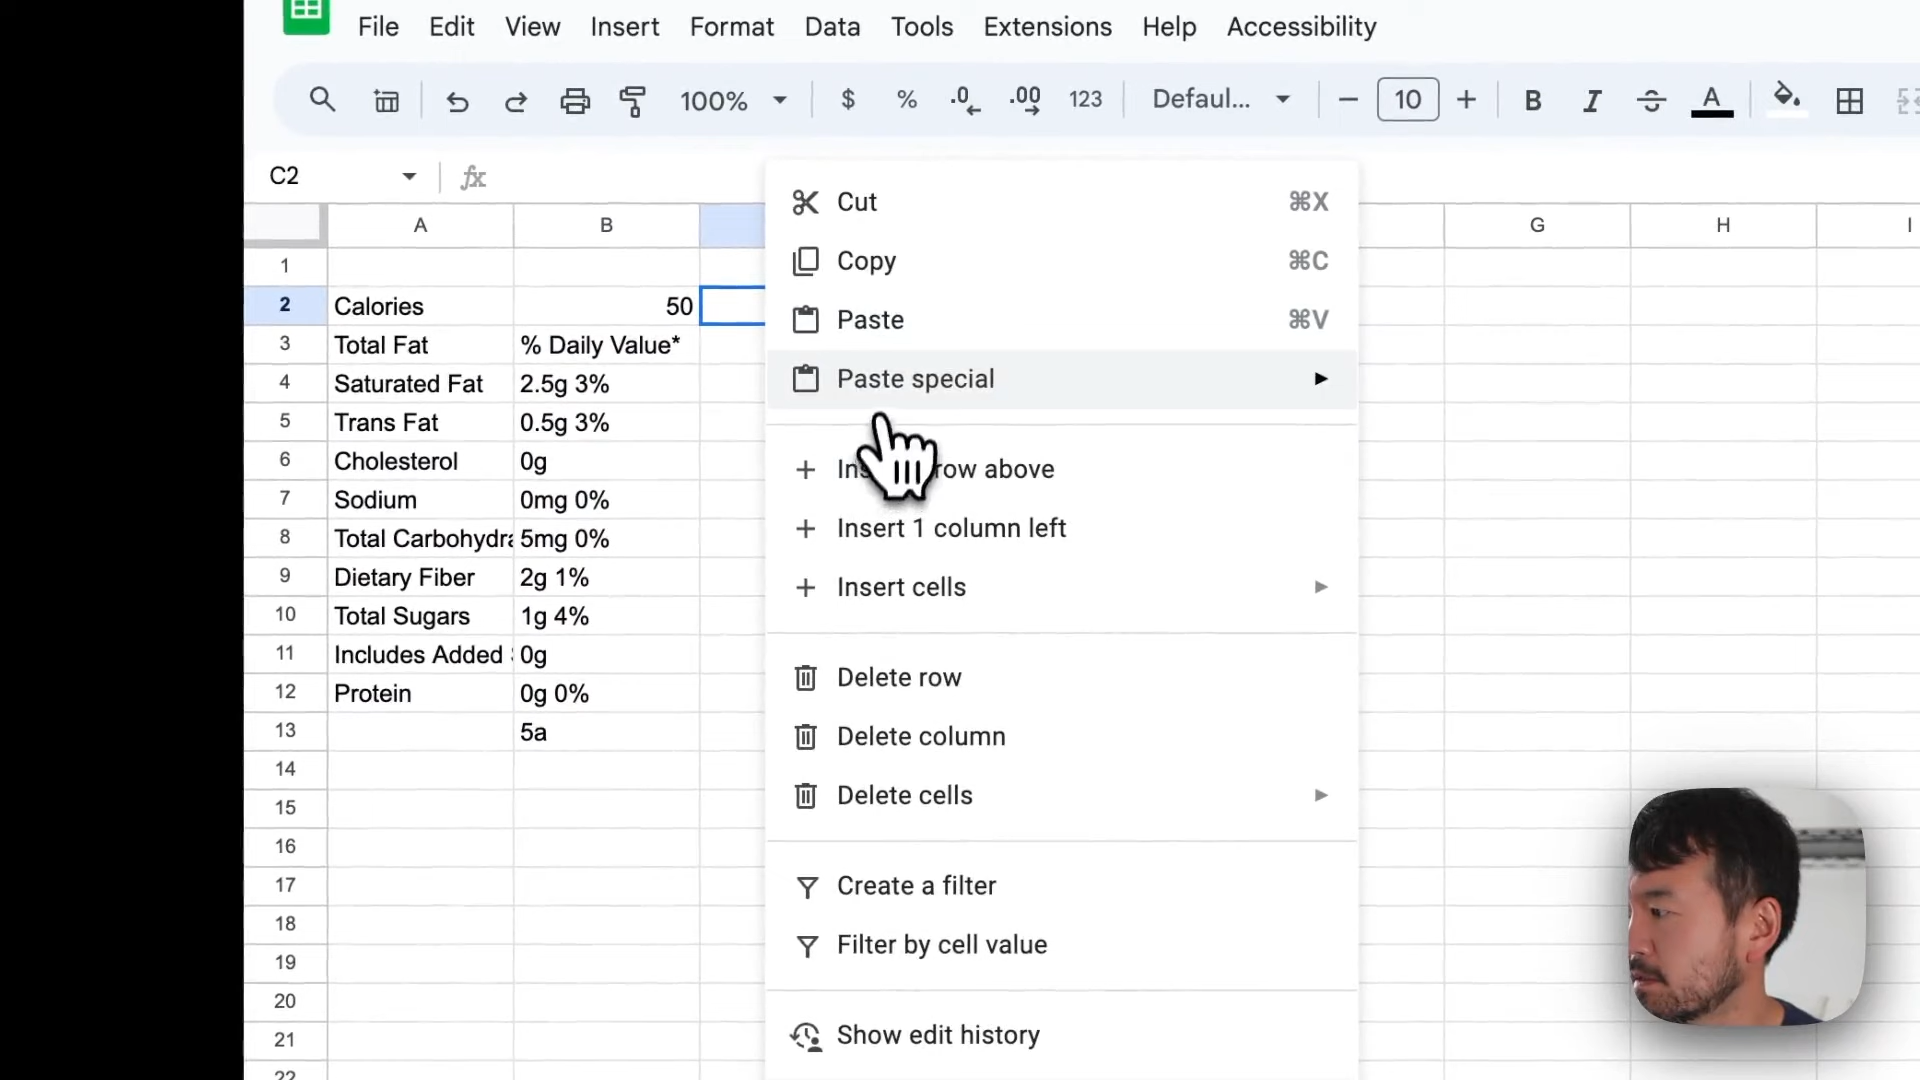 File Edit View Insert Format Data Tools Extensions Help Accessibility
100% $ % .0 .00 123 Defaul... 10 B I A
C2 fx
A B G H I
1
2 Calories 50
3 Total Fat % Daily Value*
4 Saturated Fat 2.5g 3%
5 Trans Fat 0.5g 3%
6 Cholesterol 0g
7 Sodium 0mg 0%
8 Total Carbohydra 5mg 0%
9 Dietary Fiber 2g 1%
10 Total Sugars 1g 4%
11 Includes Added 0g
12 Protein 0g 0%
13 5a
14
15
16
17
18
19
20
21
22
Cut ⌘X
Copy ⌘C
Paste ⌘V
Paste special
row above
Insert 1 column left
Insert cells
Delete row
Delete column
Delete cells
Create a filter
Filter by cell value
Show edit history